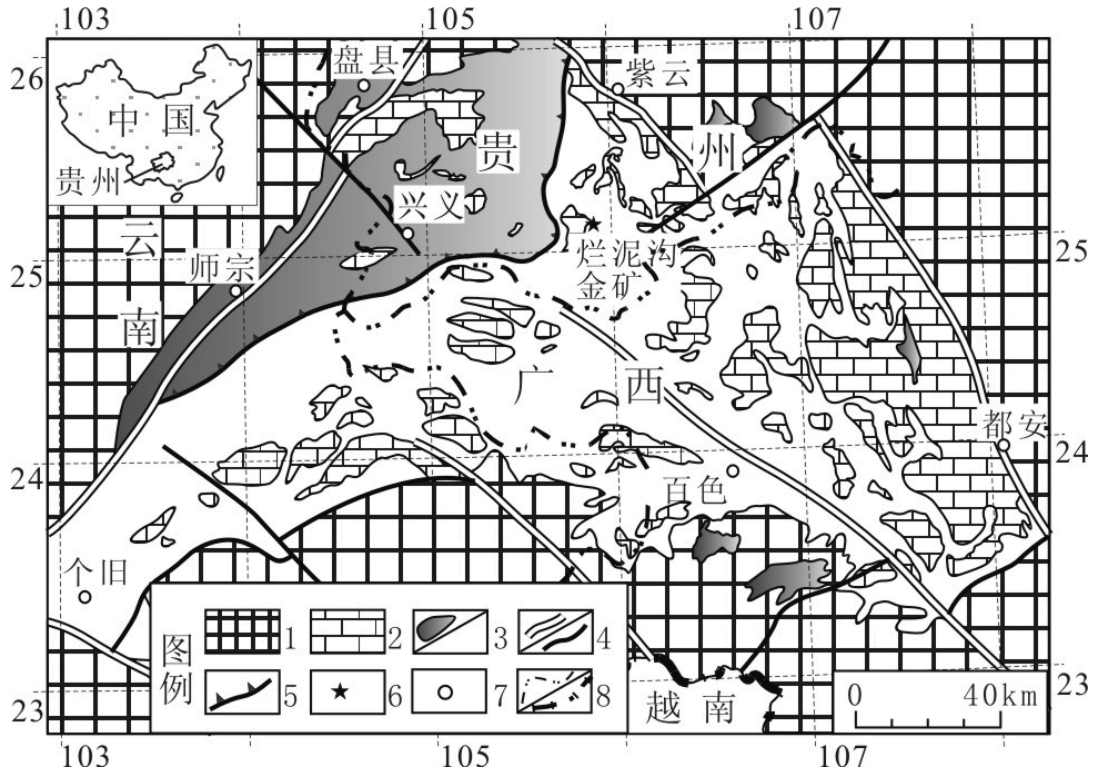 103
105
107
26
盘县
紫云
中国
贵州
贵
州
兴义
云
南
烂泥沟
金矿
25
25
师宗
广
西
都安
24
24
百色
个旧
图
例
1
2
3
4
5
6
7
8
越南
0
40km
23
23
103
105
107